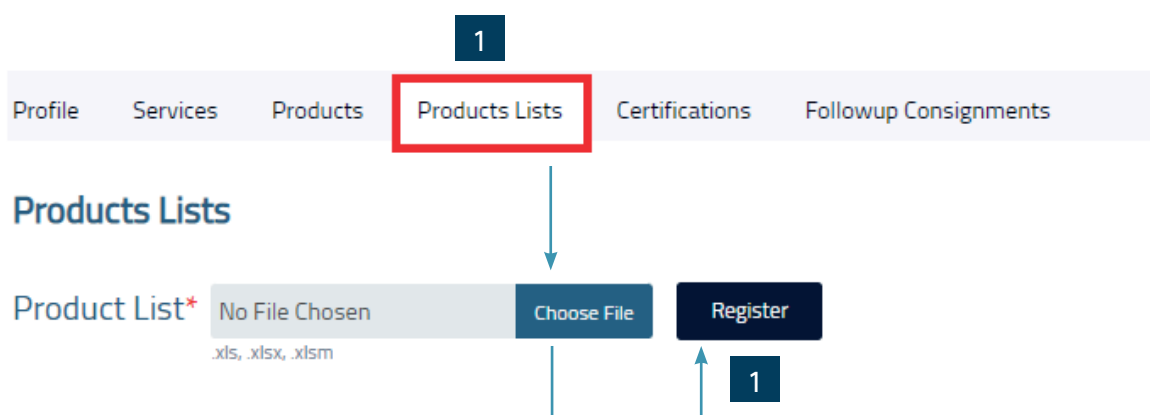 1
Profile Services Products Products Lists Certifications Followup Consignments
Products Lists
Product List* No File Chosen Choose File Register
.xls, .xlsx, .xlsm
1